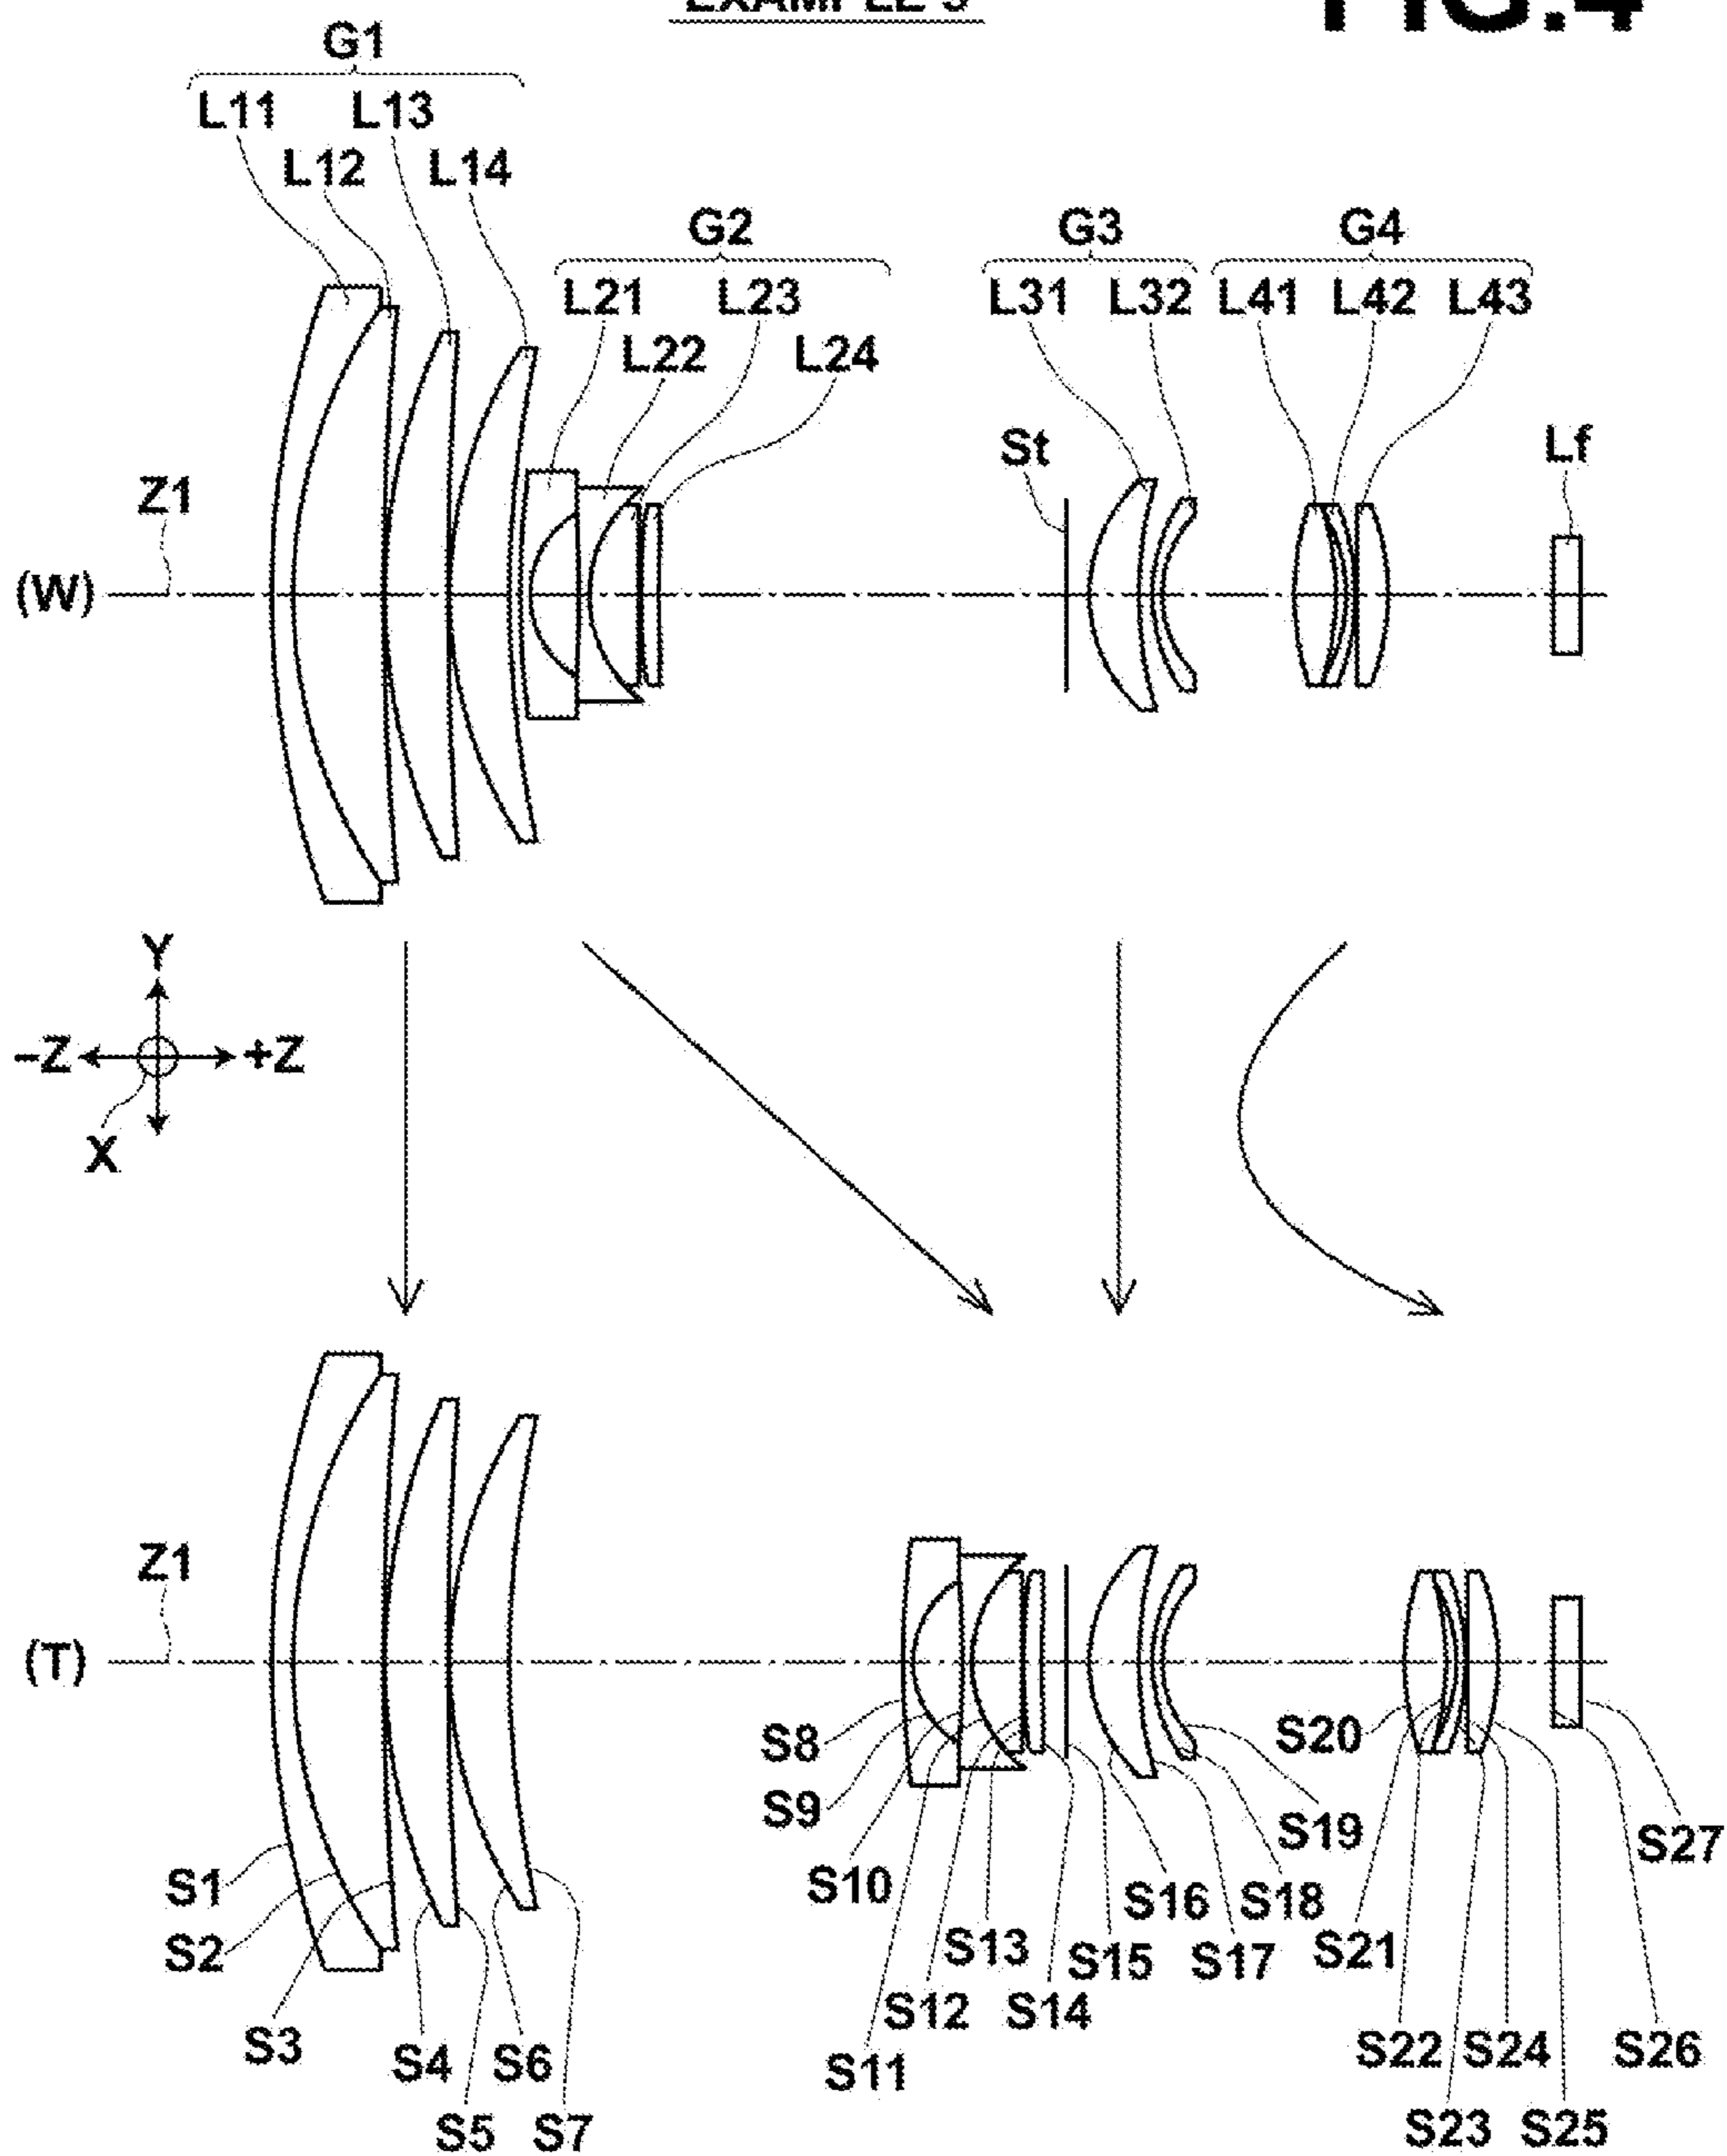 EXAMPLE 3
FIG.4
G1
L11 L13
L12 L14
G2 G3 G4
L21 L23 L31 L32 L41 L42 L43
L22 L24
St Lf
Z1
(W)
Y
-Z +Z
X
Z1
(T)
S8 S20
S9 S19
S27
S1 S10 S16 S18
S2 S13 S15 S17 S21
S12 S14
S3 S4 S6 S11 S22 S24 S26
S5 S7 S23 S25